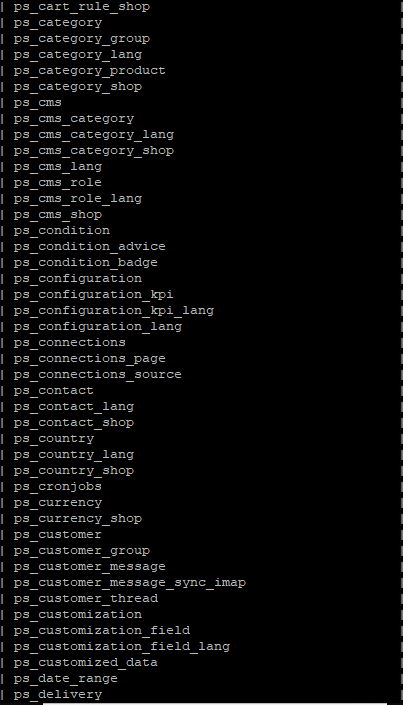 | ps_cart_rule_shop |
| ps_category |
| ps_category_group |
| ps_category_lang |
| ps_category_product |
| ps_category_shop |
| ps_cms |
| ps_cms_category |
| ps_cms_category_lang |
| ps_cms_category_shop |
| ps_cms_lang |
| ps_cms_role |
| ps_cms_role_lang |
| ps_cms_shop |
| ps_condition |
| ps_condition_advice |
| ps_condition_badge |
| ps_configuration |
| ps_configuration_kpi |
| ps_configuration_kpi_lang |
| ps_configuration_lang |
| ps_connections |
| ps_connections_page |
| ps_connections_source |
| ps_contact |
| ps_contact_lang |
| ps_contact_shop |
| ps_country |
| ps_country_lang |
| ps_country_shop |
| ps_cronjobs |
| ps_currency |
| ps_currency_shop |
| ps_customer |
| ps_customer_group |
| ps_customer_message |
| ps_customer_message_sync_imap |
| ps_customer_thread |
| ps_customization |
| ps_customization_field |
| ps_customization_field_lang |
| ps_customized_data |
| ps_date_range |
| ps_delivery |